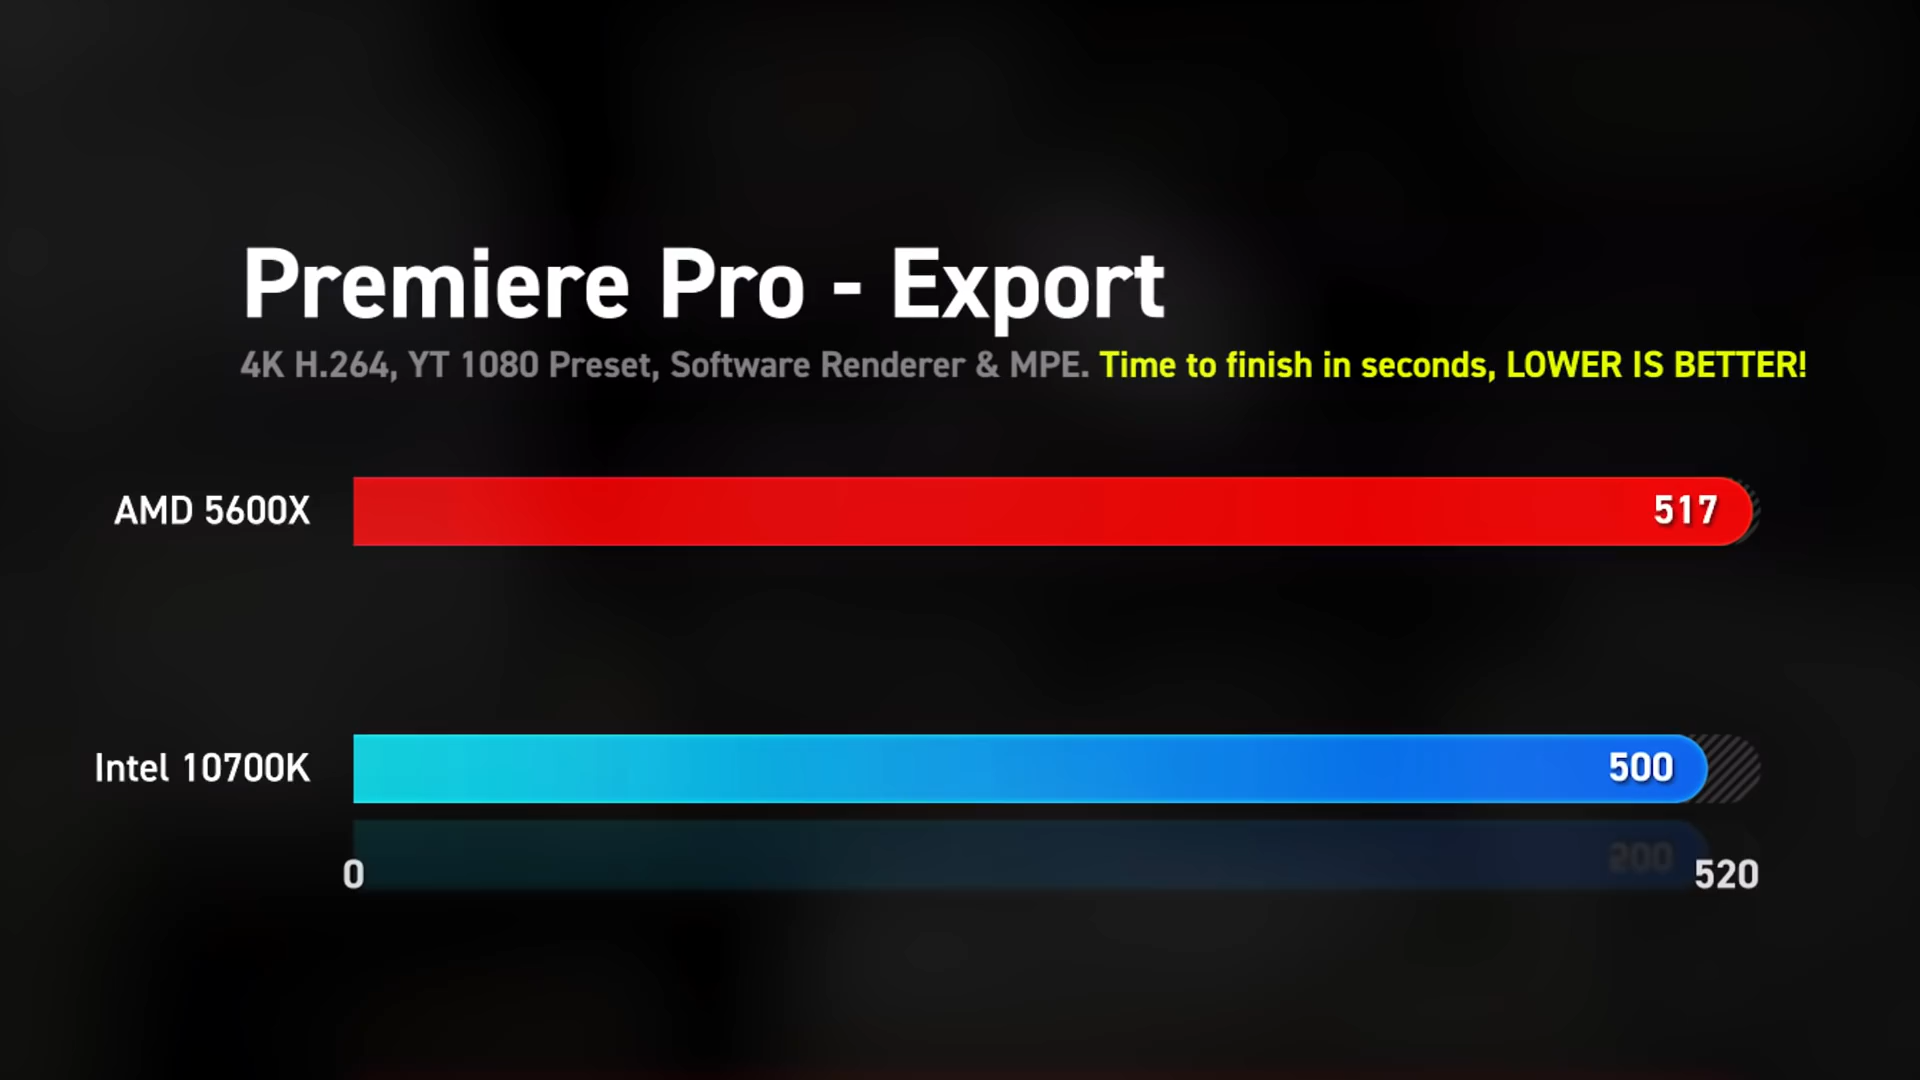 Premiere Pro - Export
4K H.264, YT 1080 Preset, Software Renderer & MPE. Time to finish in seconds, LOWER IS BETTER!
AMD 5600X 517
Intel 10700K 500
0 520